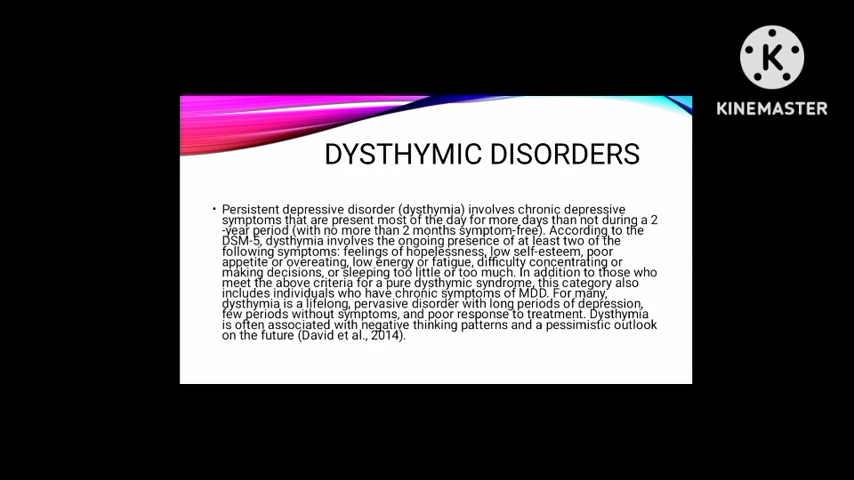 KINEMASTER
DYSTHYMIC DISORDERS
• Persistent depressive disorder (dysthymia) involves chronic depressive
symptoms that are present most of the day for more days than not during a 2
-year period (with no more than 2 months symptom-free). According to the
DSM-5, dysthymia involves the ongoing presence of at least two of the
following symptoms: feelings of hopelessness, low self-esteem, poor
appetite or overeating, low energy or fatigue, difficulty concentrating or
making decisions, or sleeping too little or too much. In addition to those who
meet the above criteria for a pure dysthymic syndrome, this category also
includes individuals who have chronic symptoms of MDD. For many,
dysthymia is a lifelong, pervasive disorder with long periods of depression,
few periods without symptoms, and poor response to treatment. Dysthymia
is often associated with negative thinking patterns and a pessimistic outlook
on the future (David et al., 2014).